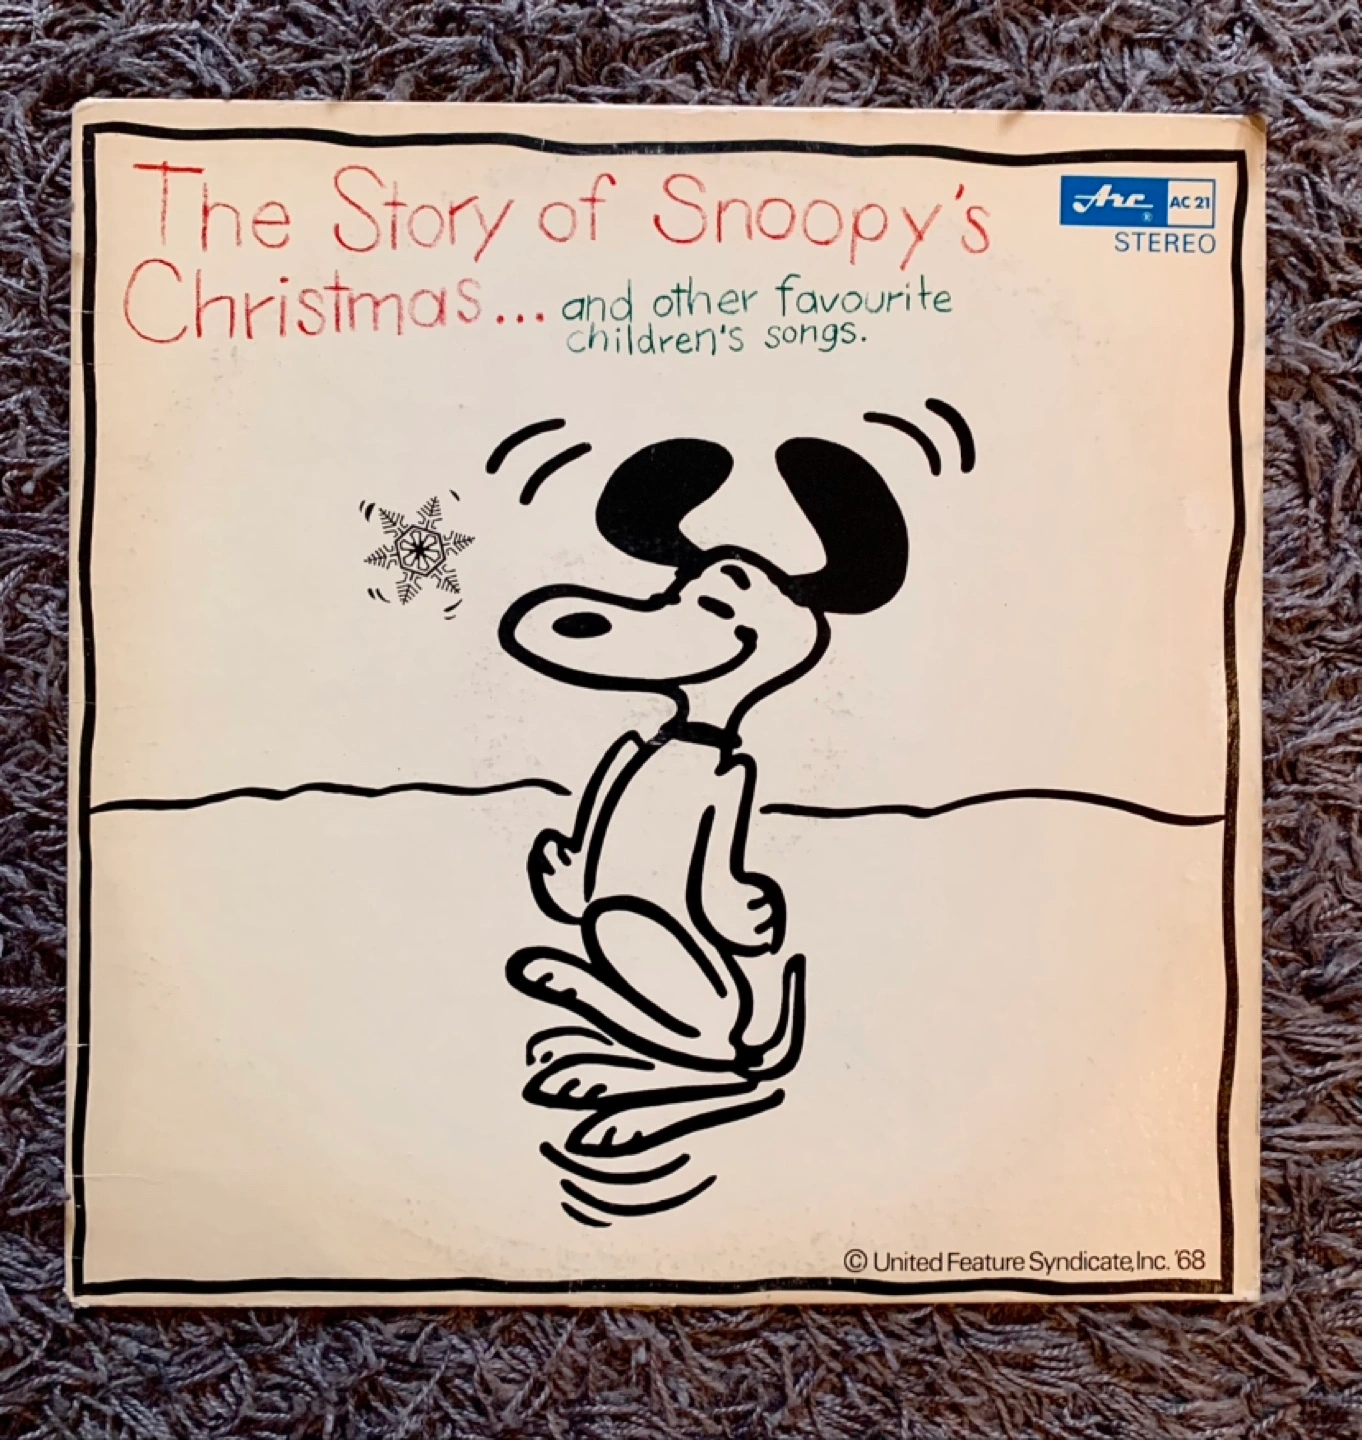 The Story of Snoopy's
Christmas... and other favourite
children's songs.
Arc ® AC 21
STEREO
© United Feature Syndicate, Inc. '68